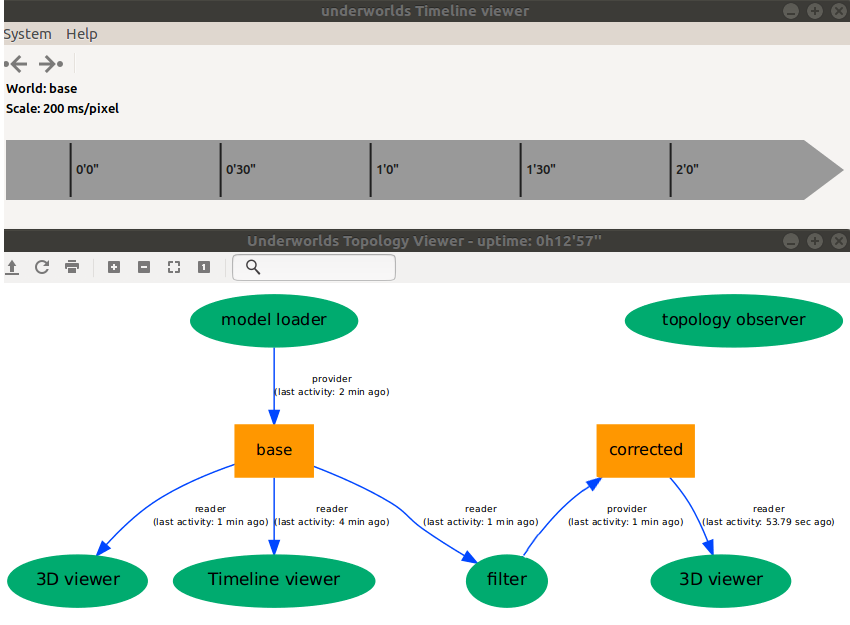 underworlds Timeline viewer
System Help
World: base
Scale: 200 ms/pixel
0'0" 0'30" 1'0" 1'30" 2'0"
Underworlds Topology Viewer - uptime: 0h12'57''
1
model loader
topology observer
provider
(last activity: 2 min ago)
base
corrected
reader reader reader provider reader
(last activity: 1 min ago) (last activity: 4 min ago) (last activity: 1 min ago) (last activity: 1 min ago) (last activity: 53.79 sec ago)
3D viewer Timeline viewer filter 3D viewer